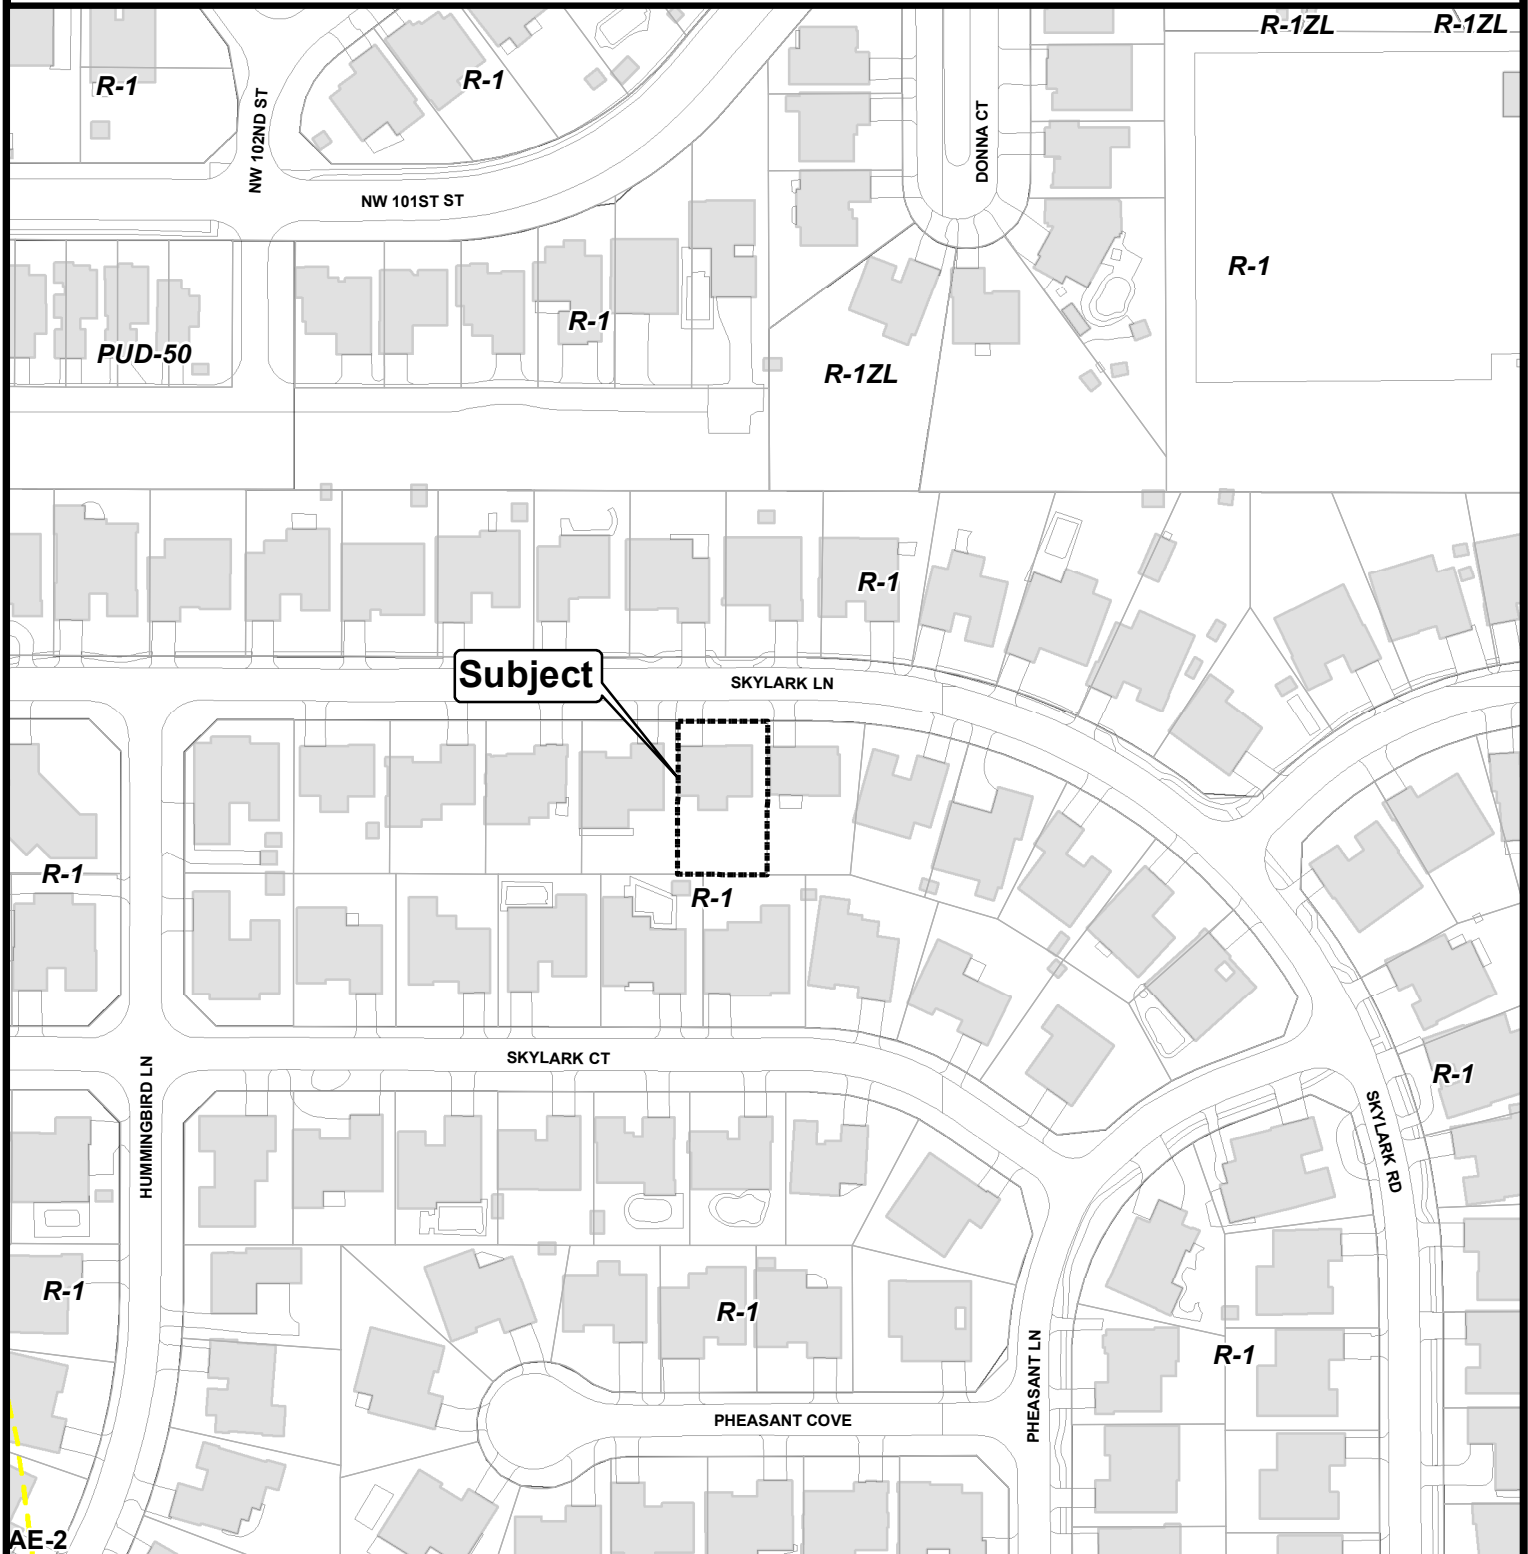 R-1ZL
R-1ZL
R-1
R-1
NW 102ND ST
DONNA CT
NW 101ST ST
R-1
R-1
PUD-50
R-1ZL
R-1
Subject
SKYLARK LN
R-1
R-1
SKYLARK CT
HUMMINGBIRD LN
R-1
SKYLARK RD
R-1
R-1
PHEASANT LN
R-1
PHEASANT COVE
AE-2